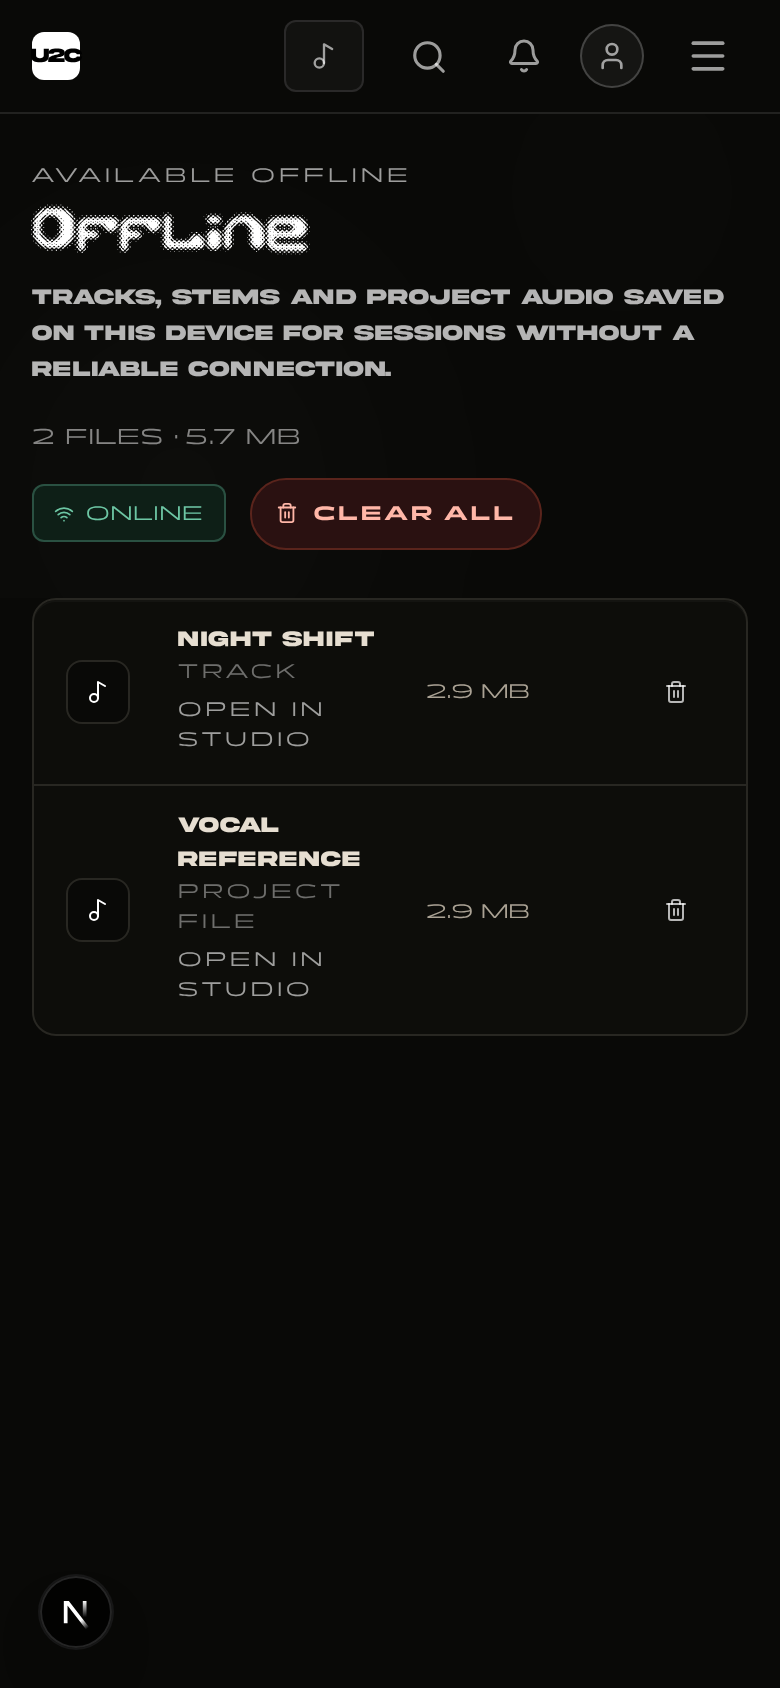 U2C
AVAILABLE OFFLINE
OFFLine
TRACKS, STEMS AND PROJECT AUDIO SAVED
ON THIS DEVICE FOR SESSIONS WITHOUT A
RELIABLE CONNECTION.
2 FILES · 5.7 MB
ONLINE
CLEAR ALL
NIGHT SHIFT
TRACK
OPEN IN
STUDIO
2.9 MB
VOCAL
REFERENCE
PROJECT
FILE
OPEN IN
STUDIO
2.9 MB
N